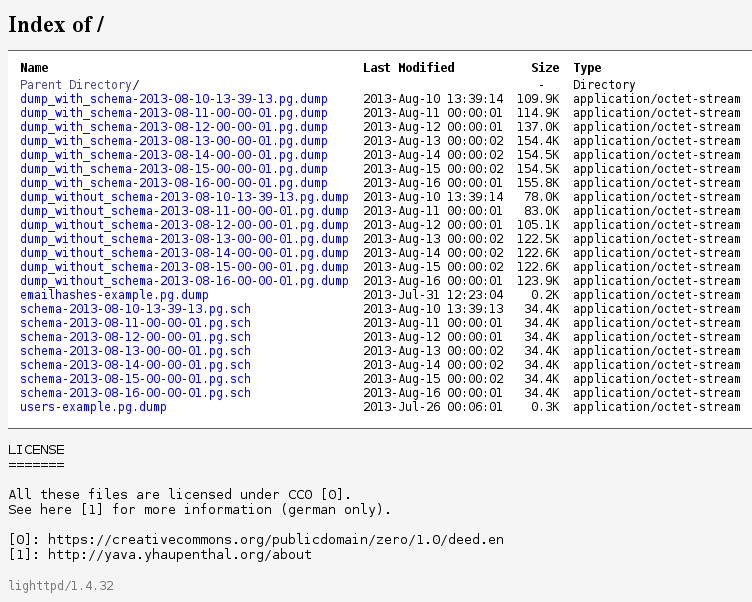 Index of /
Name Last Modified Size Type
Parent Directory/ - Directory
dump_with_schema-2013-08-10-13-39-13.pg.dump 2013-Aug-10 13:39:14 109.9K application/octet-stream
dump_with_schema-2013-08-11-00-00-01.pg.dump 2013-Aug-11 00:00:01 114.9K application/octet-stream
dump_with_schema-2013-08-12-00-00-01.pg.dump 2013-Aug-12 00:00:01 137.0K application/octet-stream
dump_with_schema-2013-08-13-00-00-01.pg.dump 2013-Aug-13 00:00:02 154.4K application/octet-stream
dump_with_schema-2013-08-14-00-00-01.pg.dump 2013-Aug-14 00:00:02 154.5K application/octet-stream
dump_with_schema-2013-08-15-00-00-01.pg.dump 2013-Aug-15 00:00:02 154.5K application/octet-stream
dump_with_schema-2013-08-16-00-00-01.pg.dump 2013-Aug-16 00:00:01 155.8K application/octet-stream
dump_without_schema-2013-08-10-13-39-13.pg.dump 2013-Aug-10 13:39:14 78.0K application/octet-stream
dump_without_schema-2013-08-11-00-00-01.pg.dump 2013-Aug-11 00:00:01 83.0K application/octet-stream
dump_without_schema-2013-08-12-00-00-01.pg.dump 2013-Aug-12 00:00:01 105.1K application/octet-stream
dump_without_schema-2013-08-13-00-00-01.pg.dump 2013-Aug-13 00:00:02 122.5K application/octet-stream
dump_without_schema-2013-08-14-00-00-01.pg.dump 2013-Aug-14 00:00:02 122.6K application/octet-stream
dump_without_schema-2013-08-15-00-00-01.pg.dump 2013-Aug-15 00:00:02 122.6K application/octet-stream
dump_without_schema-2013-08-16-00-00-01.pg.dump 2013-Aug-16 00:00:01 123.9K application/octet-stream
emailhashes-example.pg.dump 2013-Jul-31 12:23:04 0.2K application/octet-stream
schema-2013-08-10-13-39-13.pg.sch 2013-Aug-10 13:39:13 34.4K application/octet-stream
schema-2013-08-11-00-00-01.pg.sch 2013-Aug-11 00:00:01 34.4K application/octet-stream
schema-2013-08-12-00-00-01.pg.sch 2013-Aug-12 00:00:01 34.4K application/octet-stream
schema-2013-08-13-00-00-01.pg.sch 2013-Aug-13 00:00:02 34.4K application/octet-stream
schema-2013-08-14-00-00-01.pg.sch 2013-Aug-14 00:00:02 34.4K application/octet-stream
schema-2013-08-15-00-00-01.pg.sch 2013-Aug-15 00:00:02 34.4K application/octet-stream
schema-2013-08-16-00-00-01.pg.sch 2013-Aug-16 00:00:01 34.4K application/octet-stream
users-example.pg.dump 2013-Jul-26 00:06:01 0.3K application/octet-stream
LICENSE
=======
All these files are licensed under CC0 [0].
See here [1] for more information (german only).
[0]: https://creativecommons.org/publicdomain/zero/1.0/deed.en
[1]: http://yava.yhaupenthal.org/about
lighttpd/1.4.32